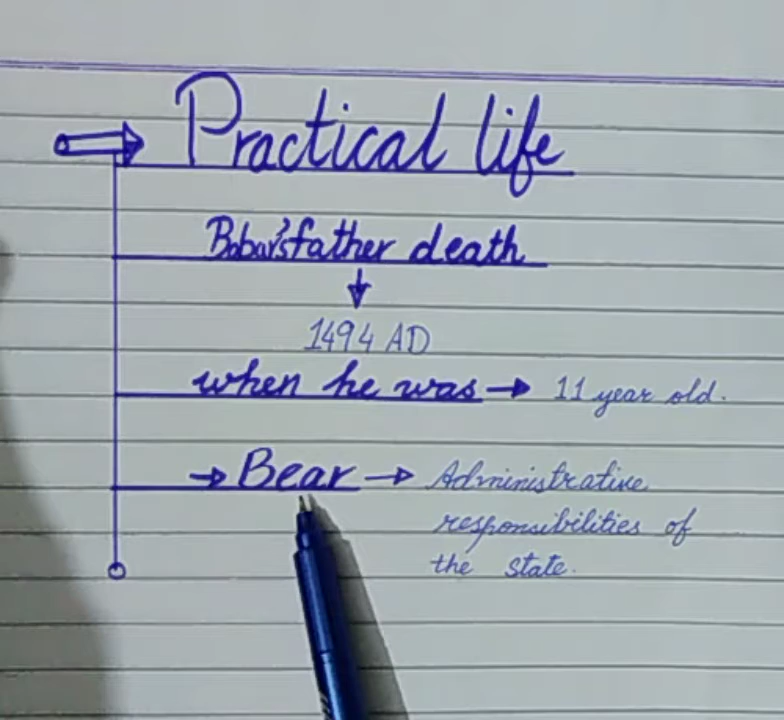 Practical life
Babar's father death
1494 AD
when he was → 11 year old.
→ Bear → Administrative
responsibilities of
the state.